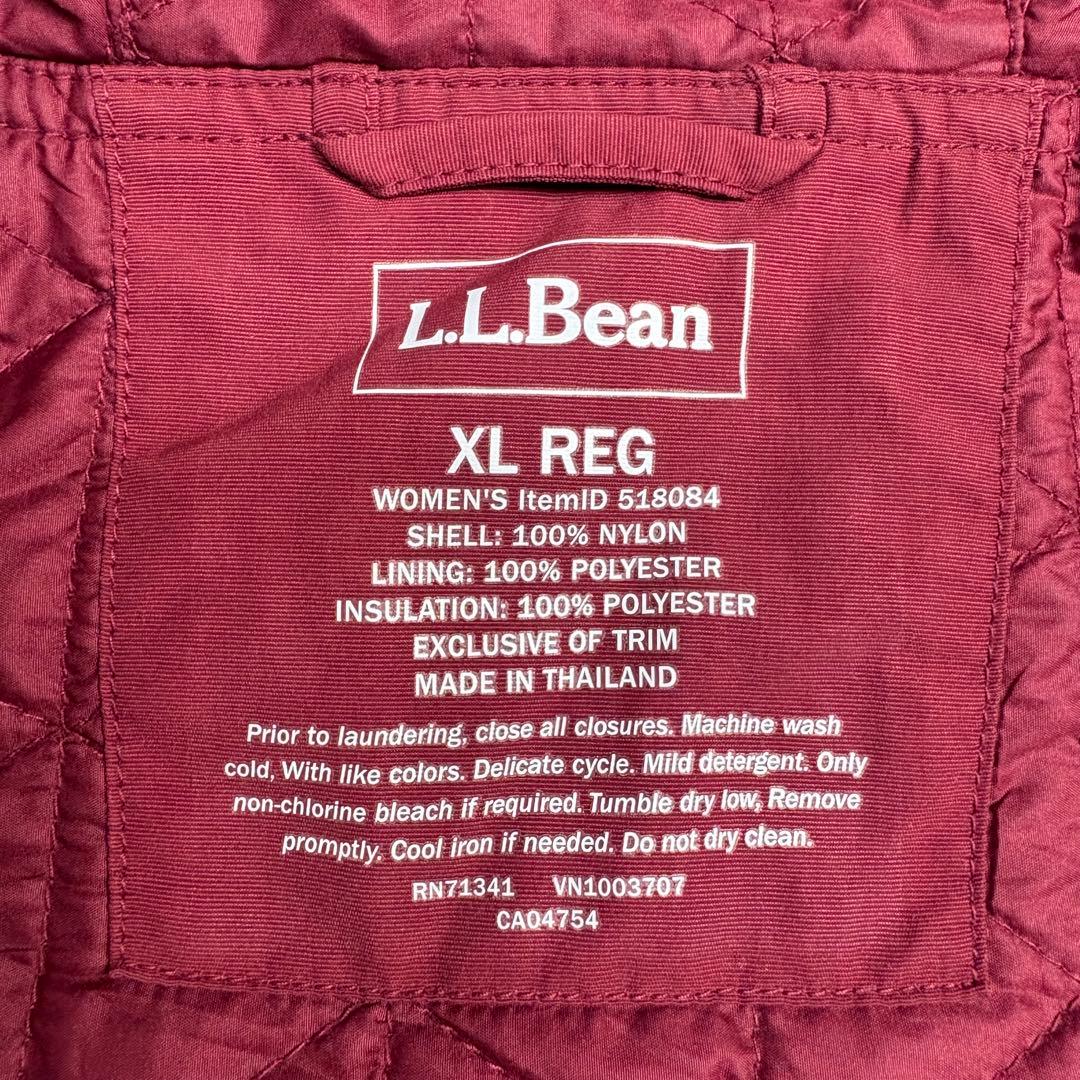 L.L.Bean
XL REG
WOMEN'S ItemID 518084
SHELL: 100% NYLON
LINING: 100% POLYESTER
INSULATION: 100% POLYESTER
EXCLUSIVE OF TRIM
MADE IN THAILAND
Prior to laundering, close all closures. Machine wash
cold, With like colors. Delicate cycle. Mild detergent. Only
non-chlorine bleach if required. Tumble dry low, Remove
promptly. Cool iron if needed. Do not dry clean.
RN71341 VN1003707
CA04754